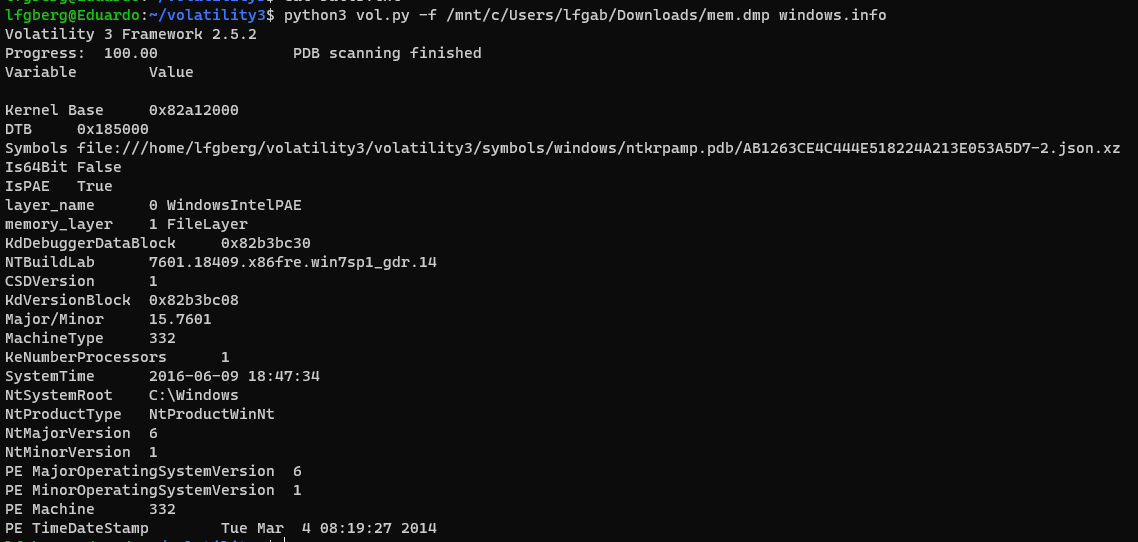 lfgberg@Eduardo:~/volatility3$ python3 vol.py -f /mnt/c/Users/lfgab/Downloads/mem.dmp windows.info
Volatility 3 Framework 2.5.2
Progress:  100.00               PDB scanning finished
Variable        Value
Kernel Base     0x82a12000
DTB     0x185000
Symbols file:///home/lfgberg/volatility3/volatility3/symbols/windows/ntkrpamp.pdb/AB1263CE4C444E518224A213E053A5D7-2.json.xz
Is64Bit False
IsPAE   True
layer_name      0 WindowsIntelPAE
memory_layer    1 FileLayer
KdDebuggerDataBlock     0x82b3bc30
NTBuildLab      7601.18409.x86fre.win7sp1_gdr.14
CSDVersion      1
KdVersionBlock  0x82b3bc08
Major/Minor     15.7601
MachineType     332
KeNumberProcessors      1
SystemTime      2016-06-09 18:47:34
NtSystemRoot    C:\Windows
NtProductType   NtProductWinNt
NtMajorVersion  6
NtMinorVersion  1
PE MajorOperatingSystemVersion  6
PE MinorOperatingSystemVersion  1
PE Machine      332
PE TimeDateStamp        Tue Mar  4 08:19:27 2014